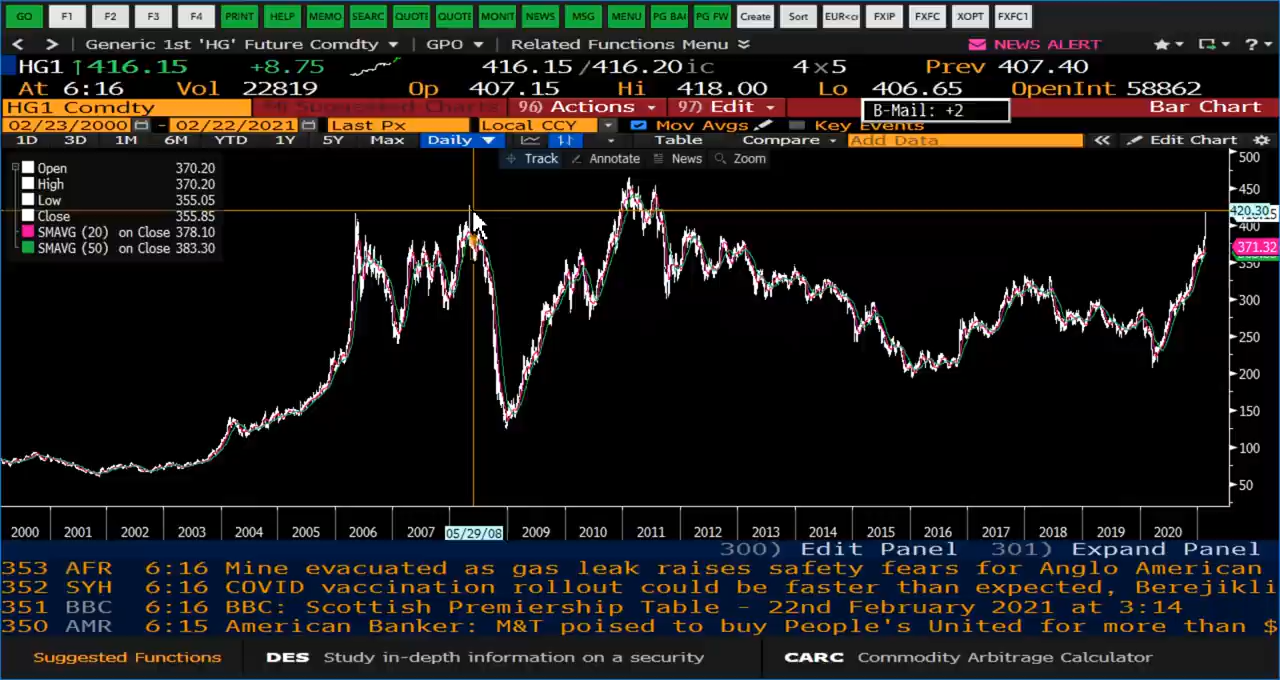 GO F1 F2 F3 F4 PRINT HELP MEMO SEARC QUOTE QUOTE MONIT NEWS MSG MENU PG BA PG FW Create Sort EUR<cr FXIP FXFC XOPT FXFC1
< > Generic 1st 'HG' Future Comdty GPO Related Functions Menu NEWS ALERT ?
HG1 ↑416.15 +8.75 416.15/416.20ic 4×5 Prev 407.40
At 6:16 Vol 22819 Op 407.15 Hi 418.00 Lo 406.65 OpenInt 58862
HG1 Comdty 94) Suggested Charts 96) Actions 97) Edit B-Mail: +2 Bar Chart
02/23/2000 - 02/22/2021 Last Px Local CCY Mov Avgs Key Events
1D 3D 1M 6M YTD 1Y 5Y Max Daily Table Compare Add Data « Edit Chart
Track Annotate News Zoom
Open 370.20
High 370.20
Low 355.05
Close 355.85
SMAVG (20) on Close 378.10
SMAVG (50) on Close 383.30
500
450
420.30
400
371.32
350
300
250
200
150
100
50
2000 2001 2002 2003 2004 2005 2006 2007 05/29/08 2009 2010 2011 2012 2013 2014 2015 2016 2017 2018 2019 2020
300) Edit Panel 301) Expand Panel
353 AFR 6:16 Mine evacuated as gas leak raises safety fears for Anglo American
352 SYH 6:16 COVID vaccination rollout could be faster than expected, Berejikli
351 BBC 6:16 BBC: Scottish Premiership Table - 22nd February 2021 at 3:14
350 AMR 6:15 American Banker: M&T poised to buy People's United for more than $
Suggested Functions DES Study in-depth information on a security CARC Commodity Arbitrage Calculator